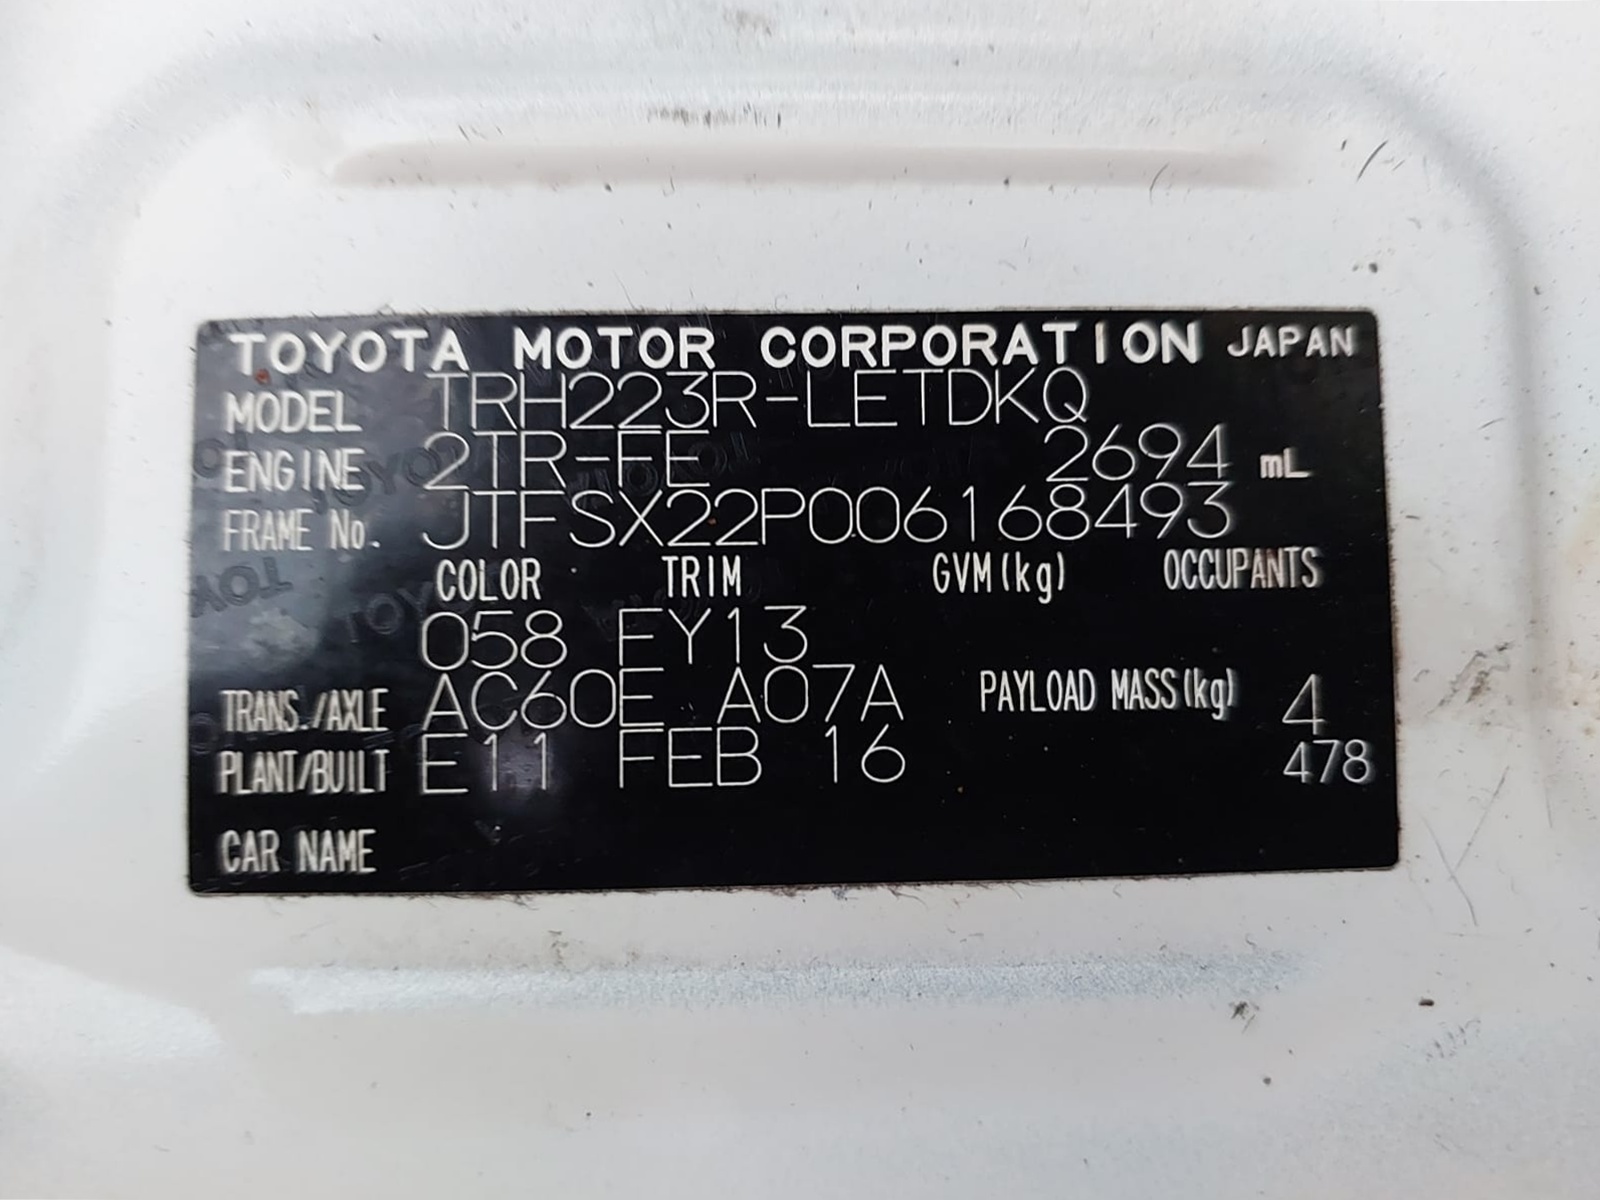 TOYOTA MOTOR CORPORATION JAPAN
MODEL TRH223R-LETDKQ
ENGINE 2TR-FE 2694 mL
FRAME No. JTFSX22P006168493
COLOR TRIM GVM(kg) OCCUPANTS
058 EY13
TRANS./AXLE AC60E A07A PAYLOAD MASS(kg) 4
PLANT/BUILT E11 FEB 16 478
CAR NAME